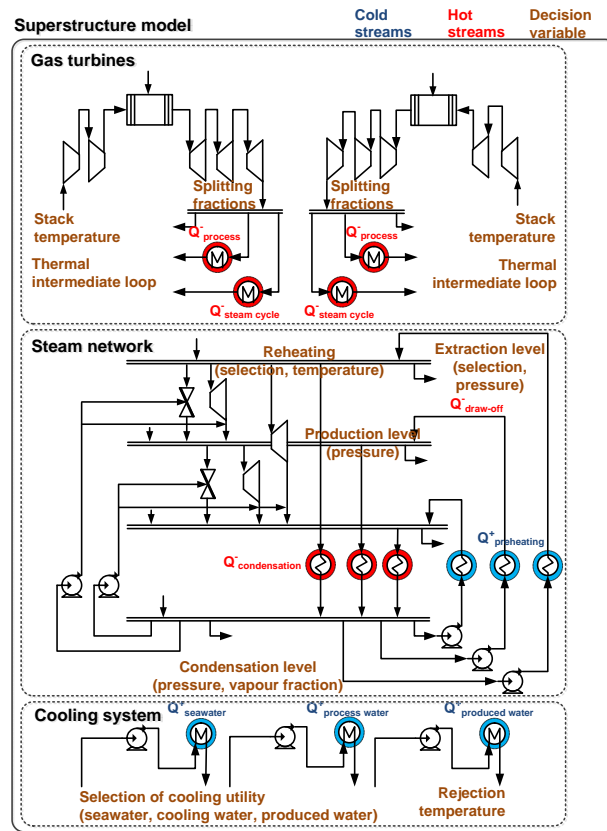 Superstructure model
Cold
streams
Hot
streams
Decision
variable
Gas turbines
Splitting
fractions
Splitting
fractions
Stack
temperature
Q⁻process
Q⁻process
Stack
temperature
Thermal
intermediate loop
Thermal
intermediate loop
Q⁻steam cycle
Q⁻steam cycle
Steam network
Reheating
(selection, temperature)
Extraction level
(selection,
pressure)
Q⁻draw-off
Production level
(pressure)
Q⁺preheating
Q⁻condensation
Condensation level
(pressure, vapour fraction)
Cooling system
Q⁺seawater
Q⁺process water
Q⁺produced water
Selection of cooling utility
(seawater, cooling water, produced water)
Rejection
temperature